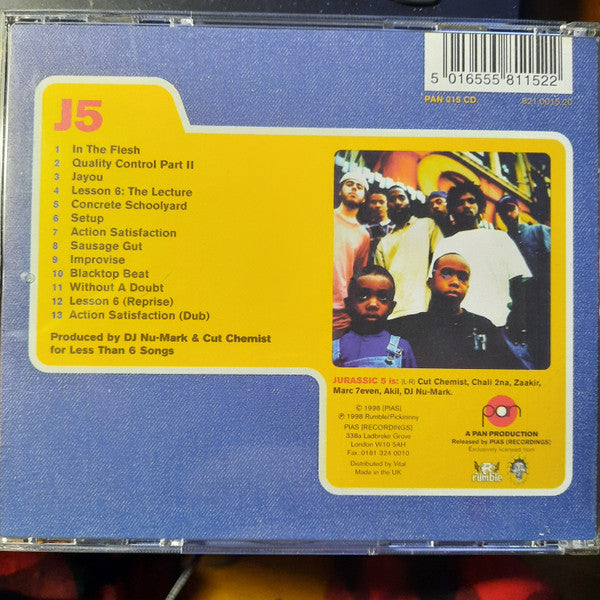 5 016555 811522
PAN 015 CD
821.0015.20
J5
1 In The Flesh
2 Quality Control Part II
3 Jayou
4 Lesson 6: The Lecture
5 Concrete Schoolyard
6 Setup
7 Action Satisfaction
8 Sausage Gut
9 Improvise
10 Blacktop Beat
11 Without A Doubt
12 Lesson 6 (Reprise)
13 Action Satisfaction (Dub)
Produced by DJ Nu-Mark & Cut Chemist
for Less Than 6 Songs
JURASSIC 5 is: (L-R) Cut Chemist, Chali 2na, Zaakir,
Marc 7even, Akil, DJ Nu-Mark.
© 1998 [PIAS]
℗ 1998 Rumble/Pickininny
PIAS [RECORDINGS]
338a Ladbroke Grove
London W10 5AH
Fax: 0181 324 0010
Distributed by Vital
Made in the UK
pan
A PAN PRODUCTION
Released by PIAS [RECORDINGS]
Exclusively licensed from:
rumble